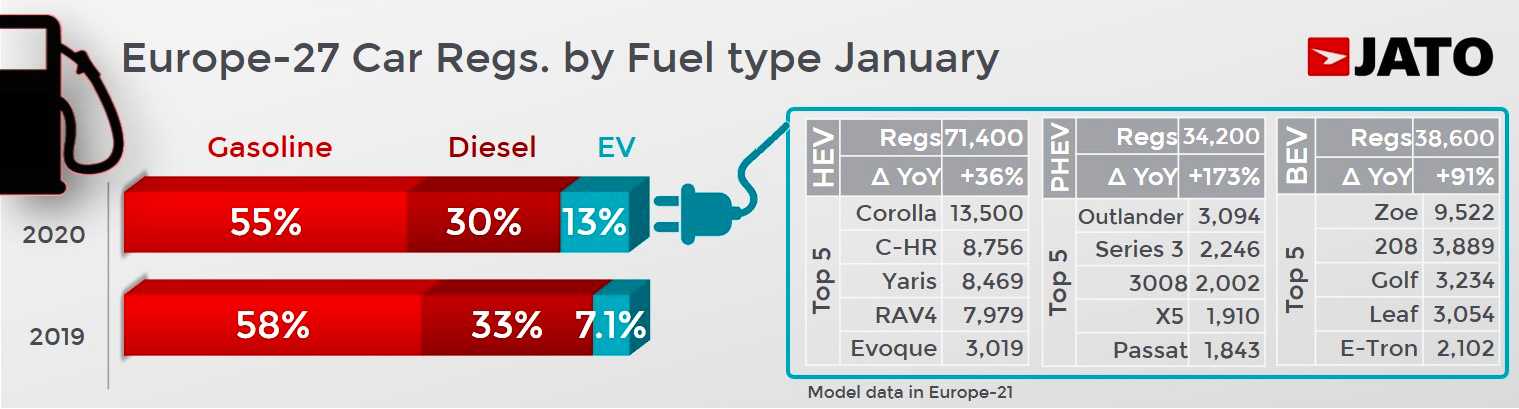 Europe-27 Car Regs. by Fuel type January
JATO
Gasoline Diesel EV
2020 55% 30% 13%
2019 58% 33% 7.1%
HEV
Regs 71,400
Δ YoY +36%
Top 5
Corolla 13,500
C-HR 8,756
Yaris 8,469
RAV4 7,979
Evoque 3,019
PHEV
Regs 34,200
Δ YoY +173%
Top 5
Outlander 3,094
Series 3 2,246
3008 2,002
X5 1,910
Passat 1,843
BEV
Regs 38,600
Δ YoY +91%
Top 5
Zoe 9,522
208 3,889
Golf 3,234
Leaf 3,054
E-Tron 2,102
Model data in Europe-21